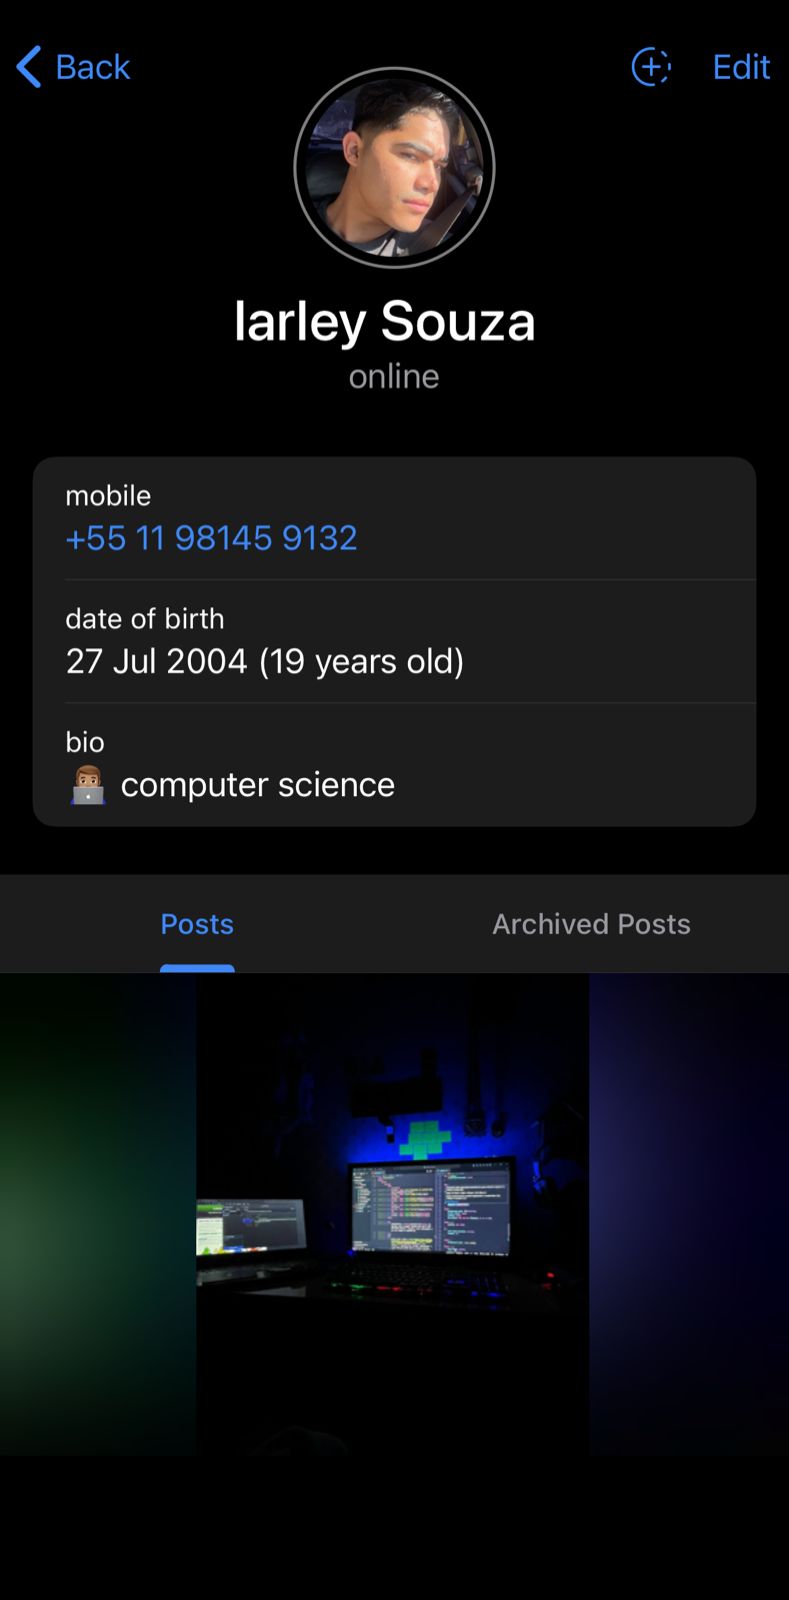 Back
Edit
Iarley Souza
online
mobile
+55 11 98145 9132
date of birth
27 Jul 2004 (19 years old)
bio
👨🏽‍💻 computer science
Posts
Archived Posts